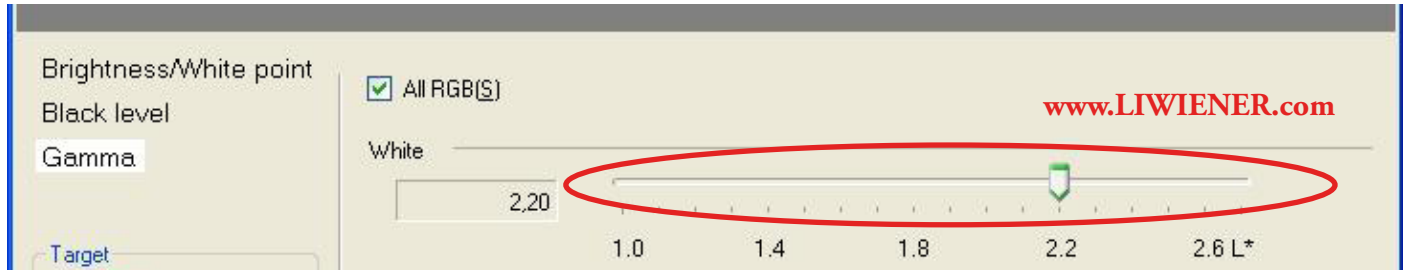 Brightness/White point
Black level
Gamma
Target
All RGB(S)
www.LIWIENER.com
White
2,20
1.0 1.4 1.8 2.2 2.6 L*